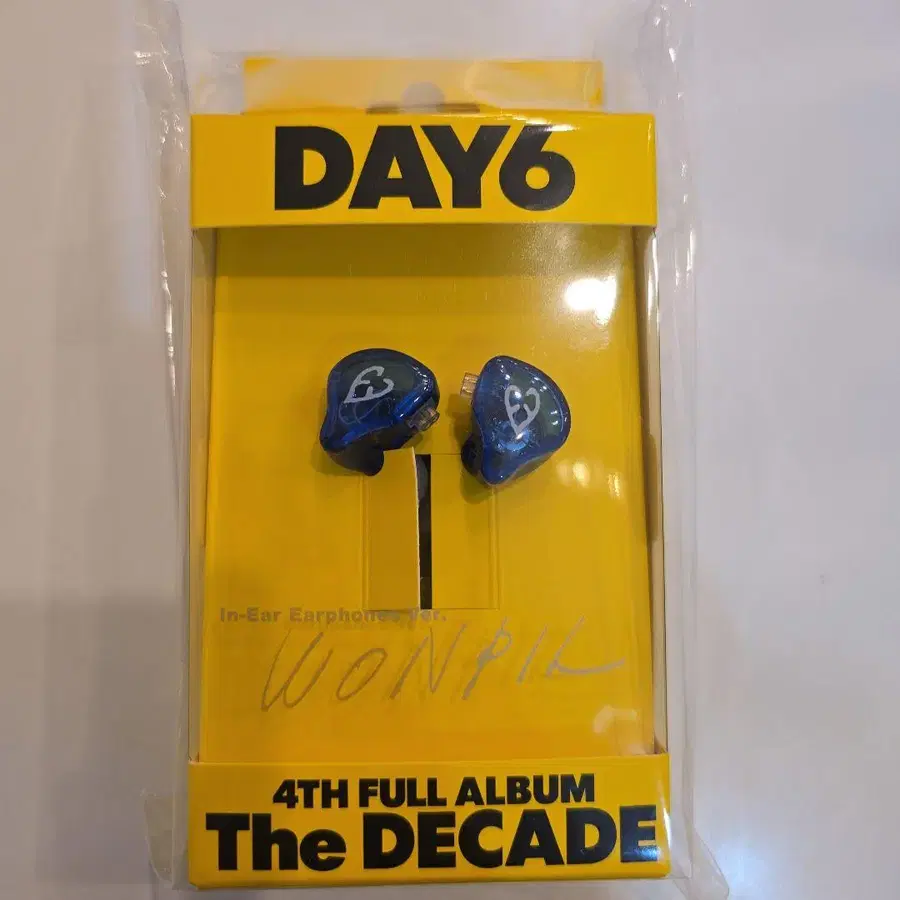 DAY6
In-Ear Earphones Ver.
WONPIL
4TH FULL ALBUM
The DECADE